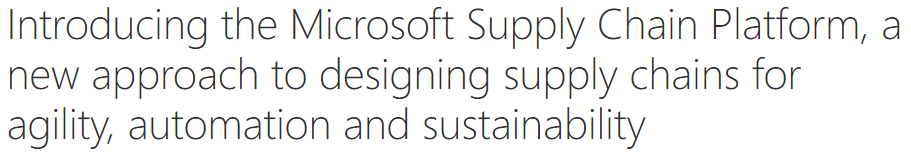 Introducing the Microsoft Supply Chain Platform, a
new approach to designing supply chains for
agility, automation and sustainability